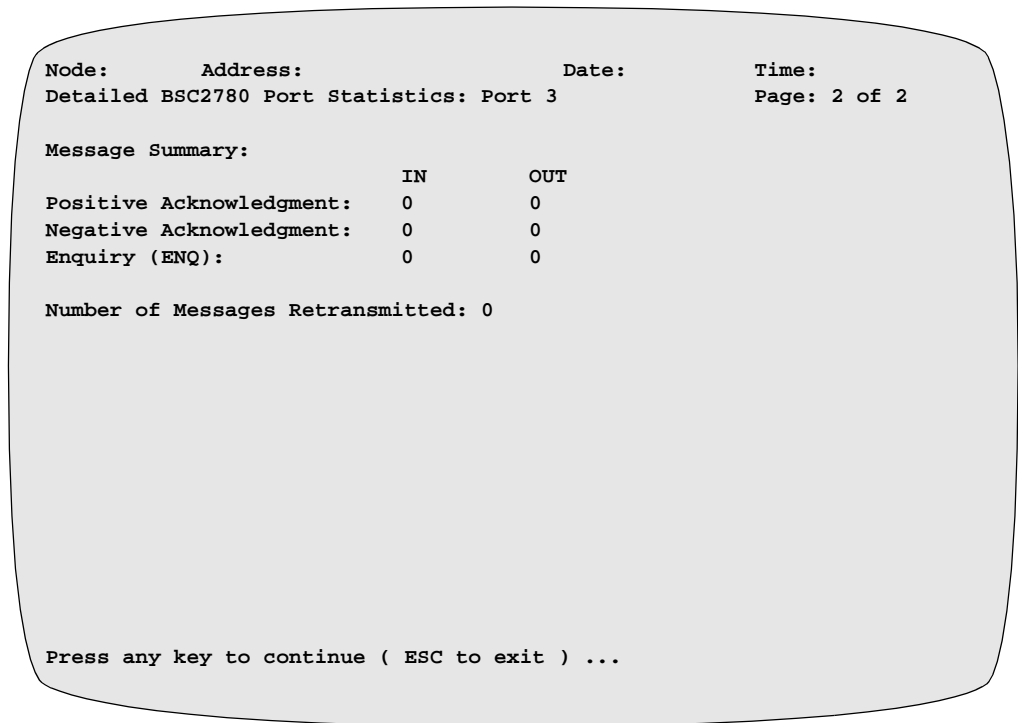 Node: Address: Date: Time:
Detailed BSC2780 Port Statistics: Port 3 Page: 2 of 2
Message Summary:
IN OUT
Positive Acknowledgment: 0 0
Negative Acknowledgment: 0 0
Enquiry (ENQ): 0 0
Number of Messages Retransmitted: 0
Press any key to continue ( ESC to exit ) ...